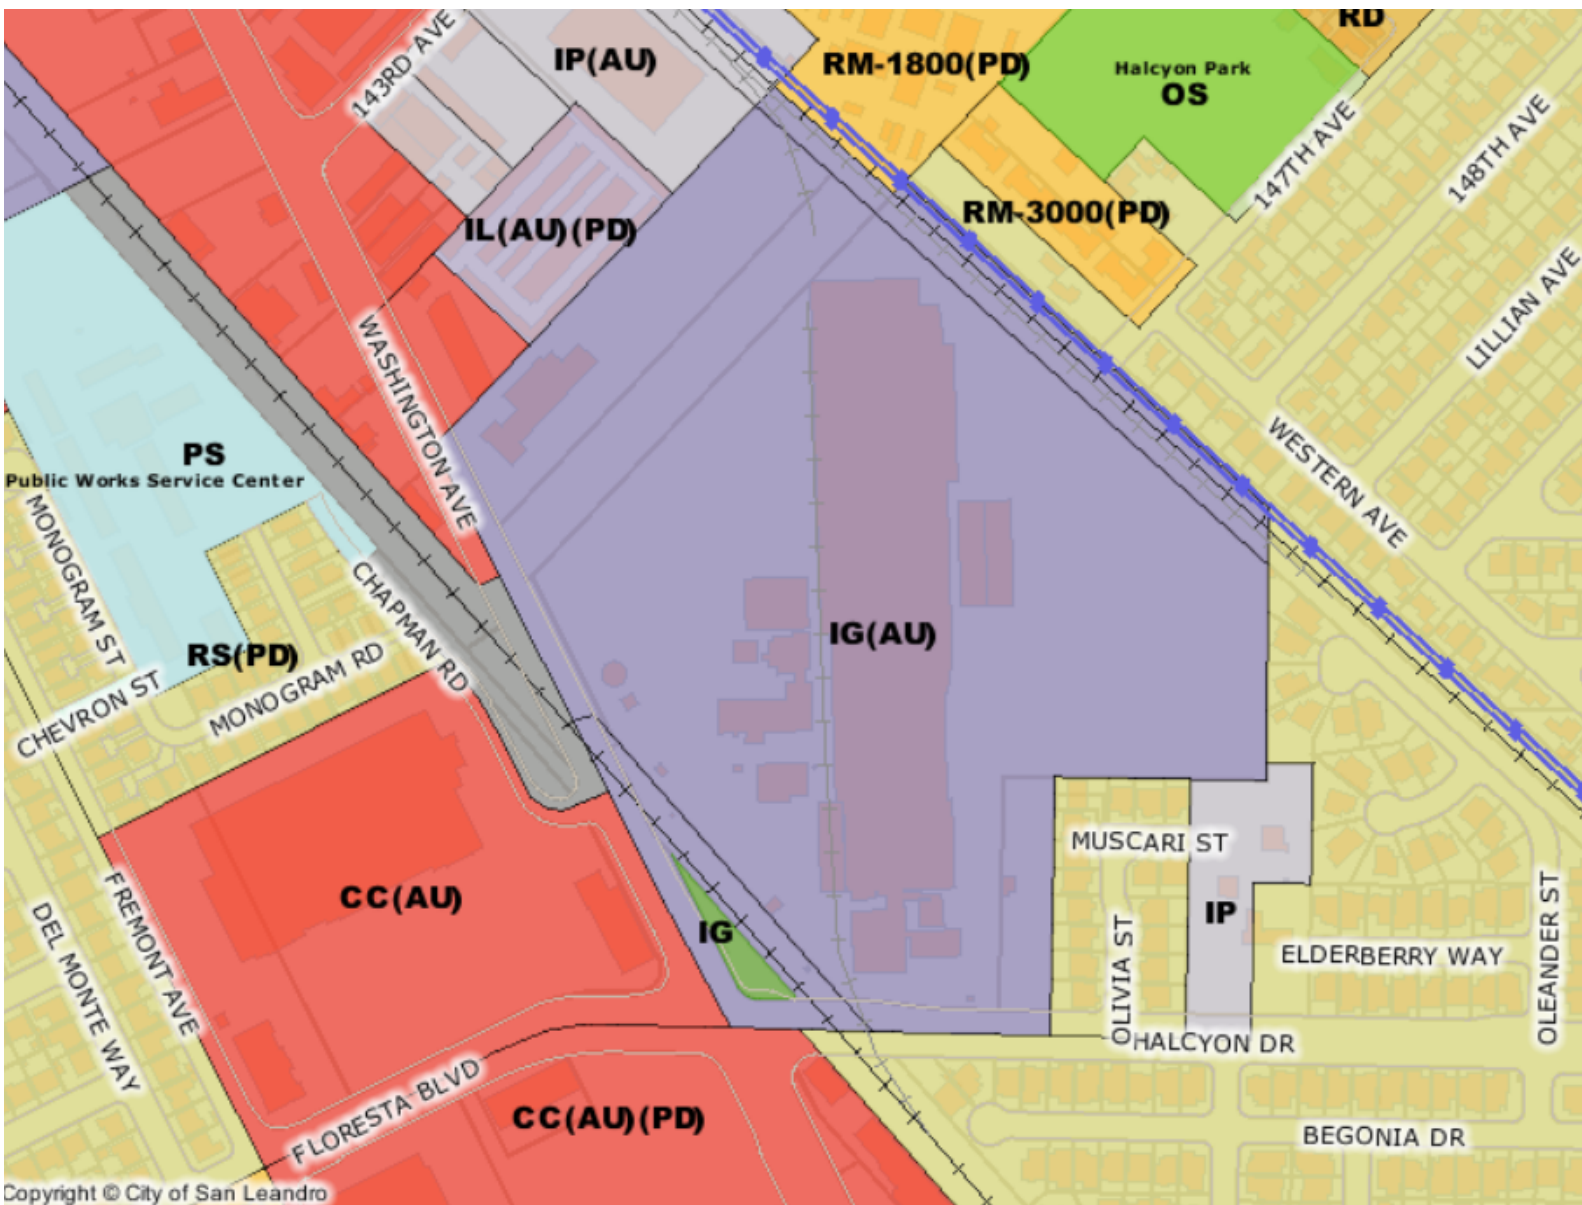 RD
143RD AVE
IP(AU)
RM-1800(PD)
Halcyon Park
OS
147TH AVE
148TH AVE
IL(AU)(PD)
RM-3000(PD)
LILLIAN AVE
WASHINGTON AVE
PS
Public Works Service Center
WESTERN AVE
MONOGRAM ST
CHAPMAN RD
IG(AU)
RS(PD)
MONOGRAM RD
CHEVRON ST
MUSCARI ST
CC(AU)
IP
IG
FREMONT AVE
DEL MONTE WAY
OLIVIA ST
ELDERBERRY WAY
OLEANDER ST
HALCYON DR
FLORESTA BLVD
CC(AU)(PD)
BEGONIA DR
Copyright © City of San Leandro